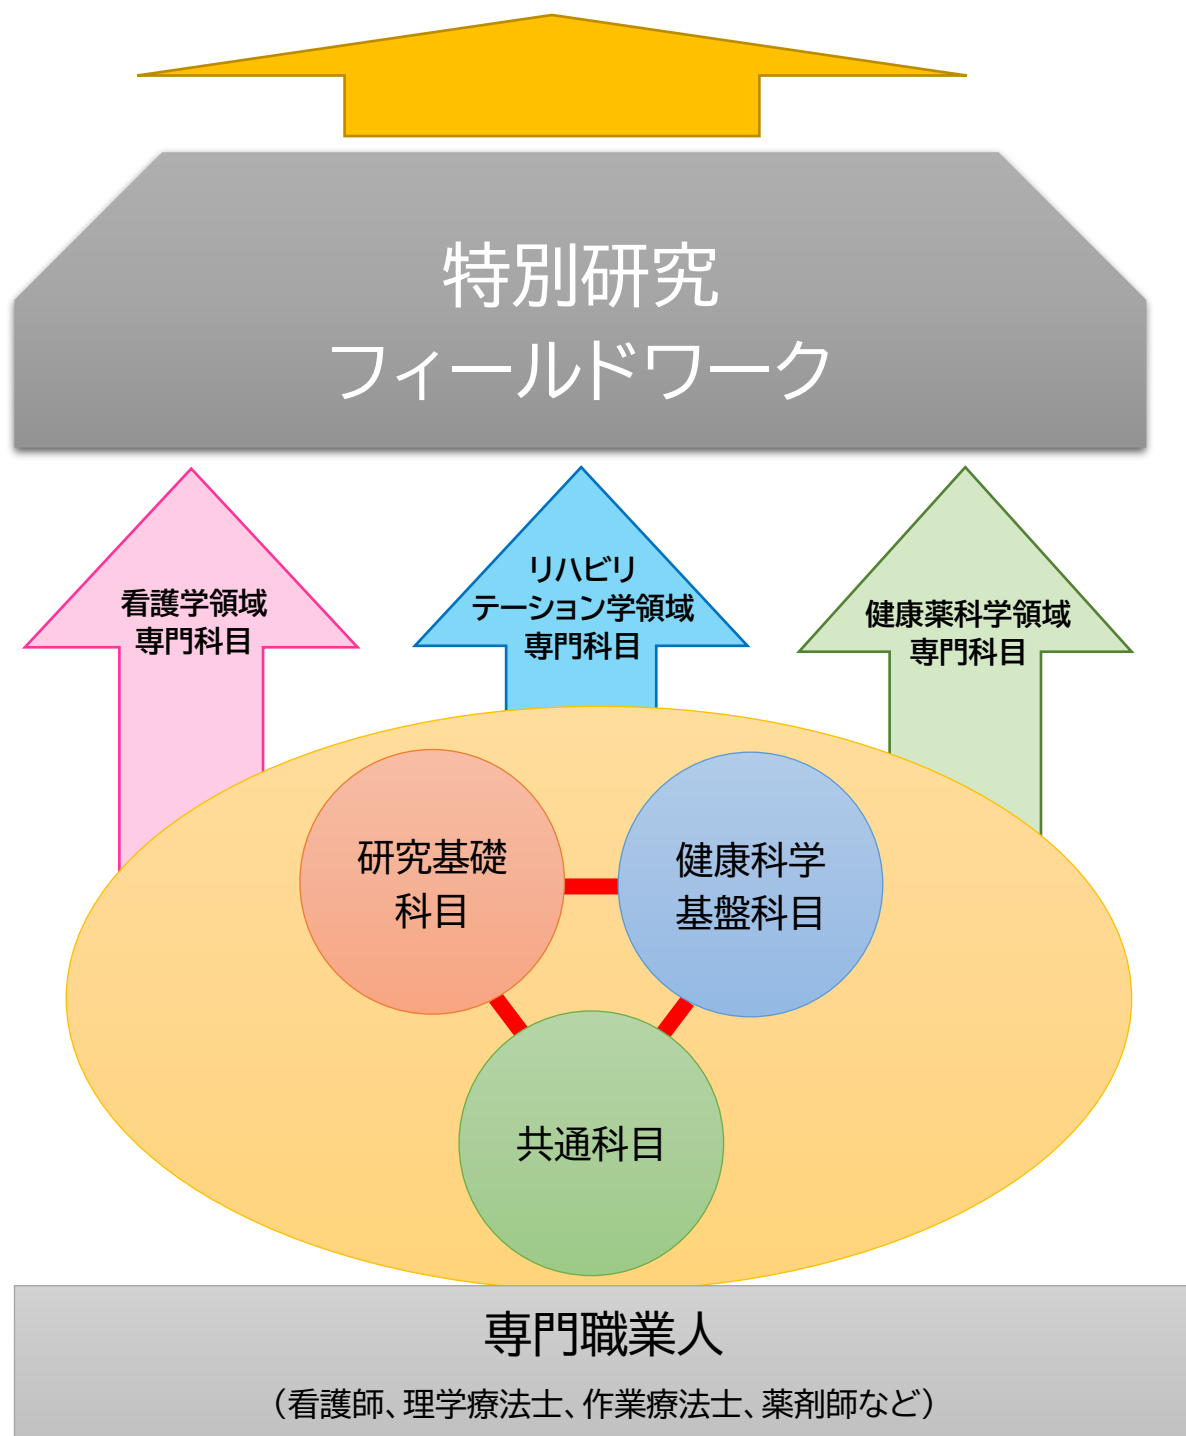 特別研究
フィールドワーク
看護学領域
専門科目
リハビリ
テーション学領域
専門科目
健康薬科学領域
専門科目
研究基礎
科目
健康科学
基盤科目
共通科目
専門職業人
（看護師、理学療法士、作業療法士、薬剤師など）